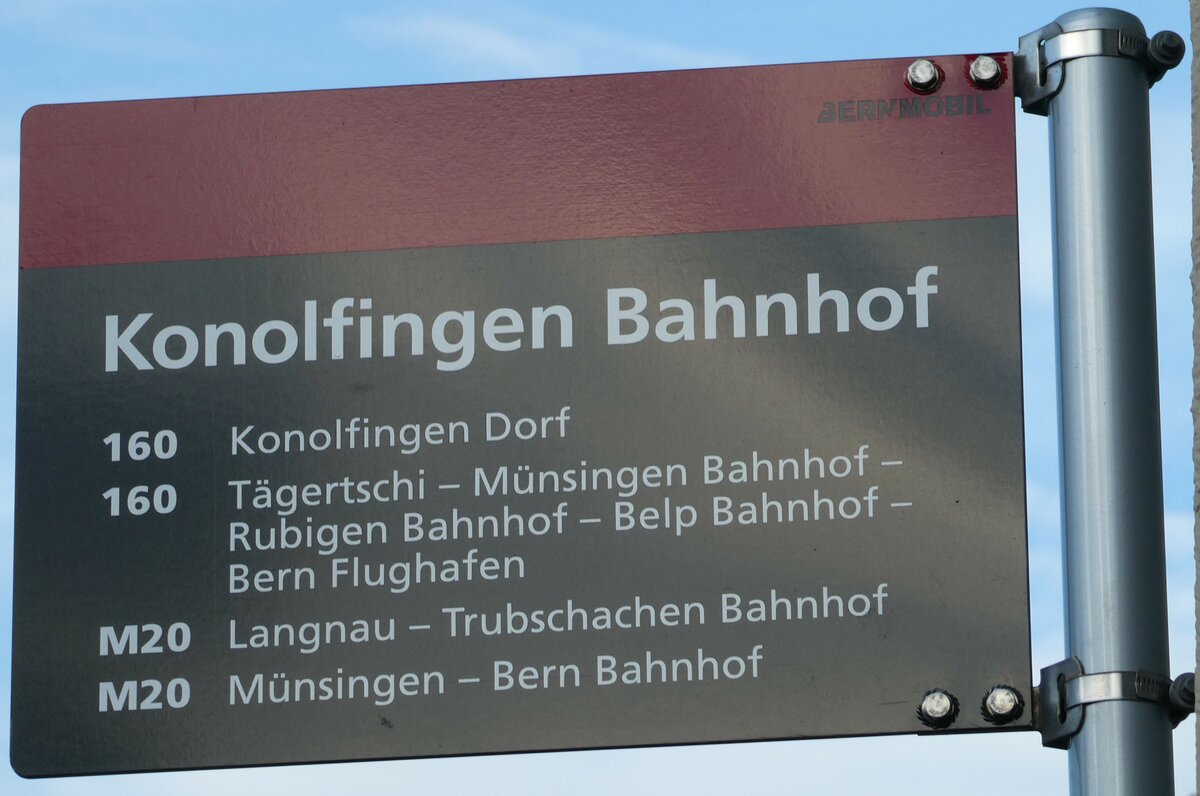 BERNMOBIL
Konolfingen Bahnhof
160 Konolfingen Dorf
160 Tägertschi – Münsingen Bahnhof –
Rubigen Bahnhof – Belp Bahnhof –
Bern Flughafen
M20 Langnau – Trubschachen Bahnhof
M20 Münsingen – Bern Bahnhof